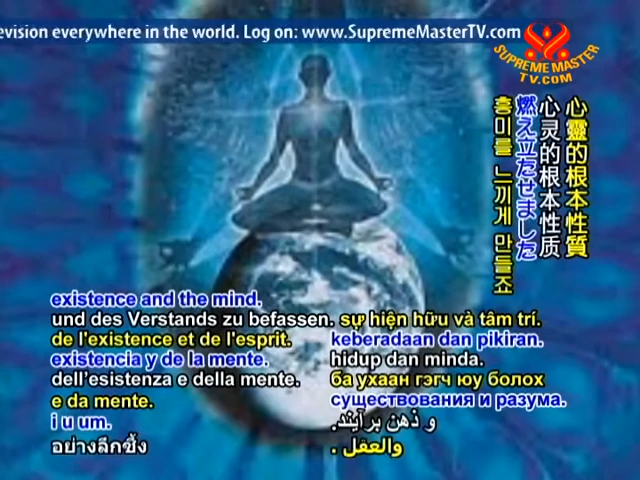 evision everywhere in the world. Log on: www.SupremeMasterTV.com
SUPREME MASTER
TV.COM
心靈的根本性質
心灵的根本性质
燃え立たせました
흥미를 느끼게 만들죠
existence and the mind.
und des Verstands zu befassen.
de l'existence et de l'esprit.
existencia y de la mente.
dell'esistenza e della mente.
e da mente.
i u um.
อย่างลึกซึ้ง
sự hiện hữu và tâm trí.
keberadaan dan pikiran.
hidup dan minda.
ба ухаан гэгч юу болох
существования и разума.
و ذهن برآیند.
والعقل .